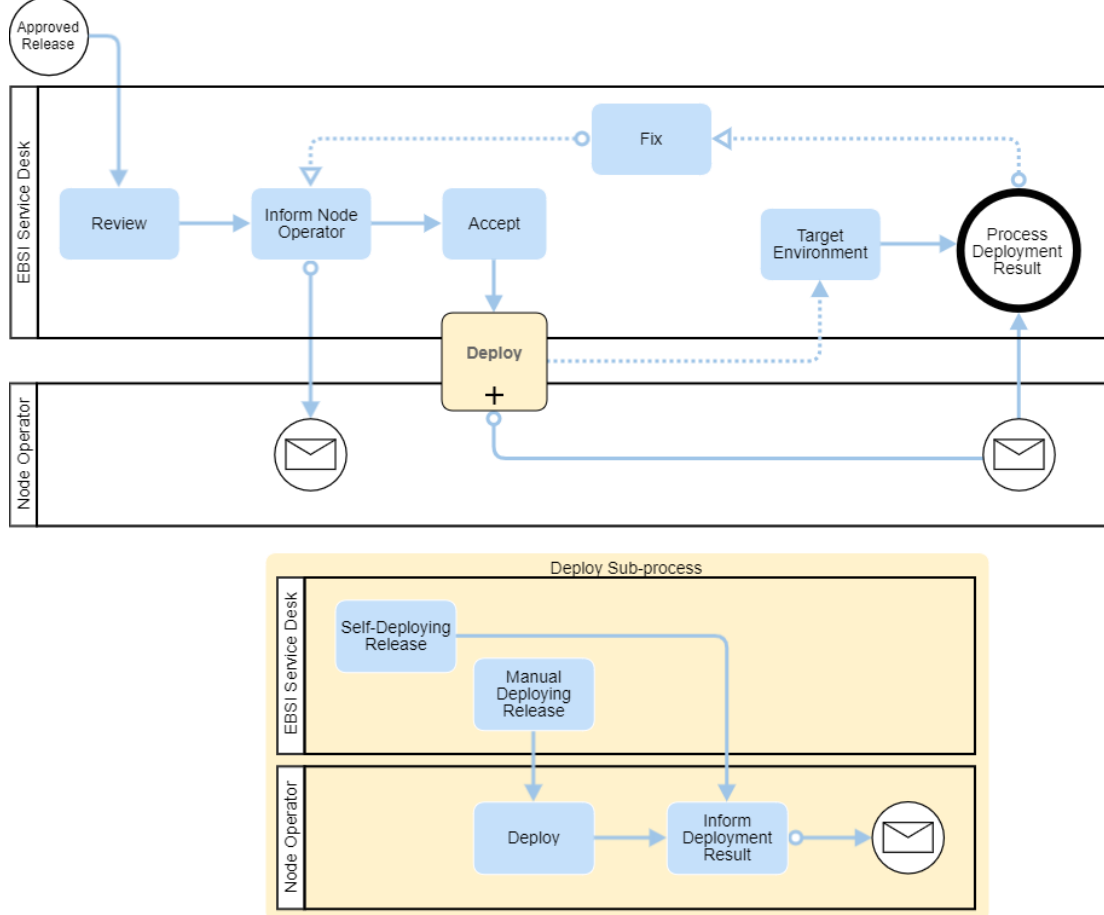 Approved
Release
EBSI Service Desk
Review
Inform Node
Operator
Accept
Fix
Target
Environment
Process
Deployment
Result
Deploy
Node Operator
Deploy Sub-process
EBSI Service Desk
Self-Deploying
Release
Manual
Deploying
Release
Node Operator
Deploy
Inform
Deployment
Result